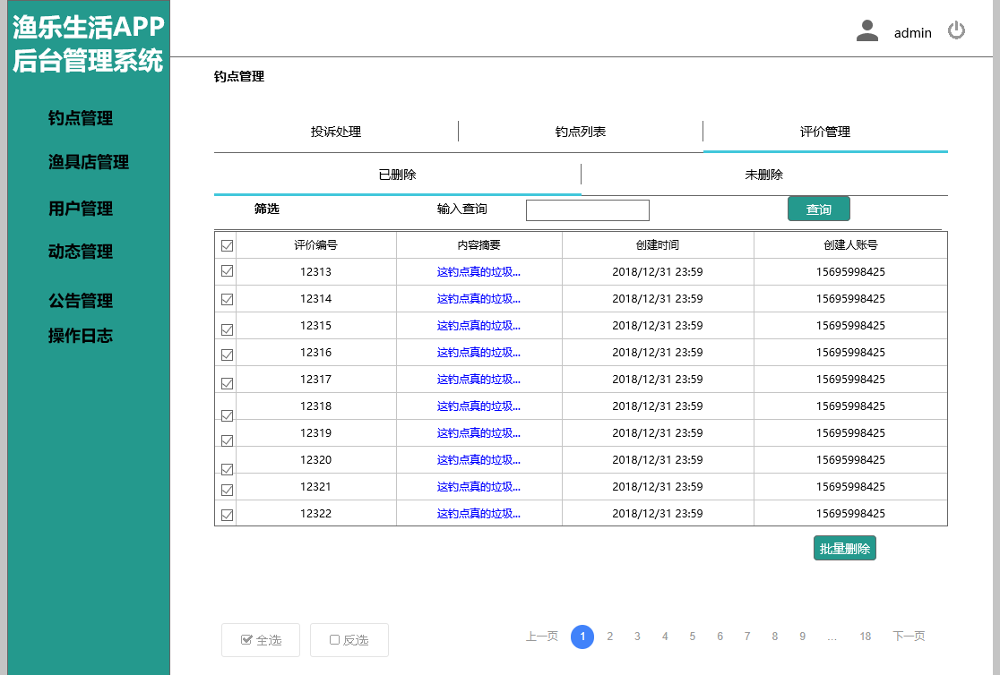 渔乐生活APP
后台管理系统
admin
钓点管理
渔具店管理
用户管理
动态管理
公告管理
操作日志
钓点管理
投诉处理 钓点列表 评价管理
已删除 未删除
筛选 输入查询 查询
评价编号 内容摘要 创建时间 创建人账号
12313 这钓点真的垃圾... 2018/12/31 23:59 15695998425
12314 这钓点真的垃圾... 2018/12/31 23:59 15695998425
12315 这钓点真的垃圾... 2018/12/31 23:59 15695998425
12316 这钓点真的垃圾... 2018/12/31 23:59 15695998425
12317 这钓点真的垃圾... 2018/12/31 23:59 15695998425
12318 这钓点真的垃圾... 2018/12/31 23:59 15695998425
12319 这钓点真的垃圾... 2018/12/31 23:59 15695998425
12320 这钓点真的垃圾... 2018/12/31 23:59 15695998425
12321 这钓点真的垃圾... 2018/12/31 23:59 15695998425
12322 这钓点真的垃圾... 2018/12/31 23:59 15695998425
批量删除
全选 反选 上一页 1 2 3 4 5 6 7 8 9 ... 18 下一页